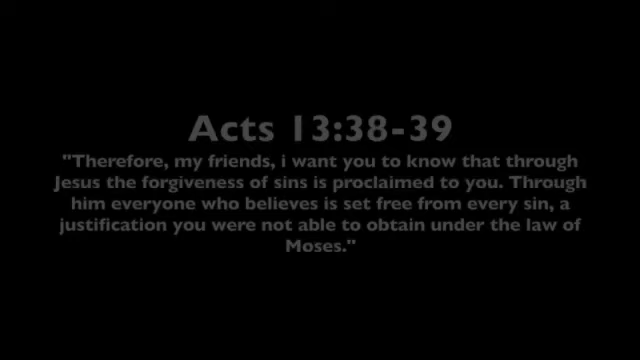 Acts 13:38-39
"Therefore, my friends, i want you to know that through
Jesus the forgiveness of sins is proclaimed to you. Through
him everyone who believes is set free from every sin, a
justification you were not able to obtain under the law of
Moses."